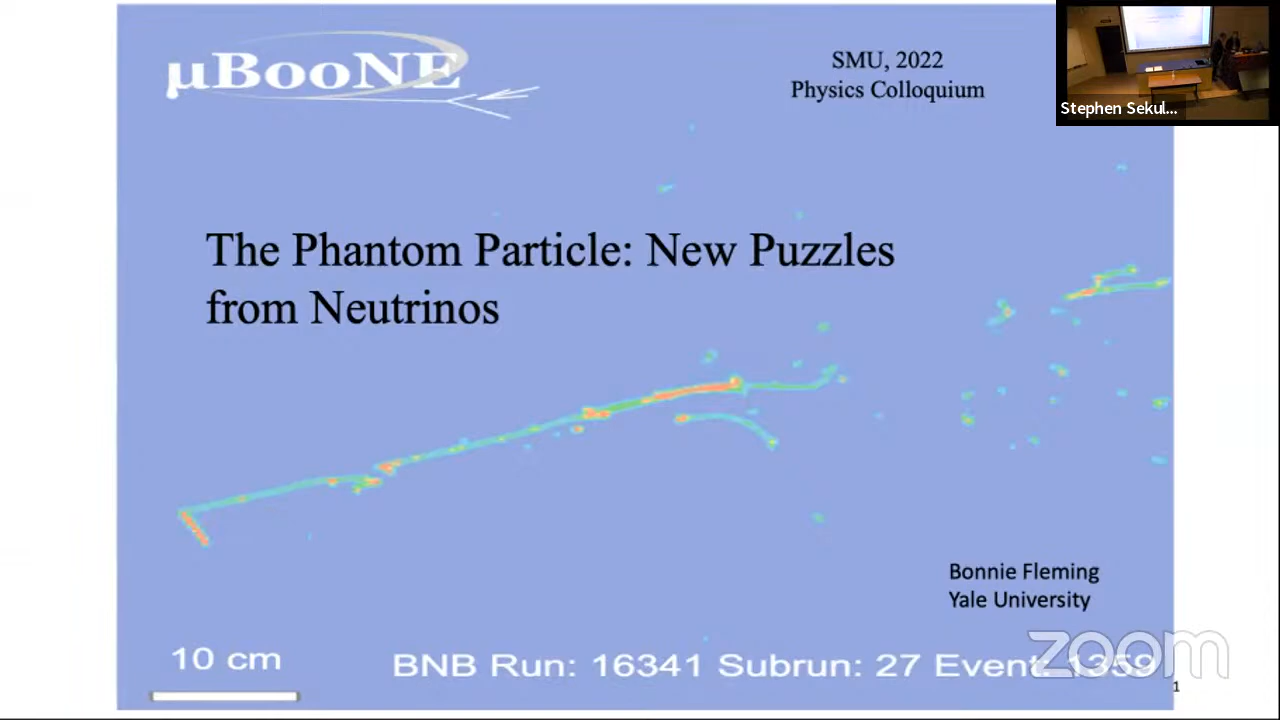 µBooNE
SMU, 2022
Physics Colloquium
Stephen Sekul...
The Phantom Particle: New Puzzles
from Neutrinos
Bonnie Fleming
Yale University
10 cm
BNB Run: 16341 Subrun: 27 Event: 1359
zoom
1